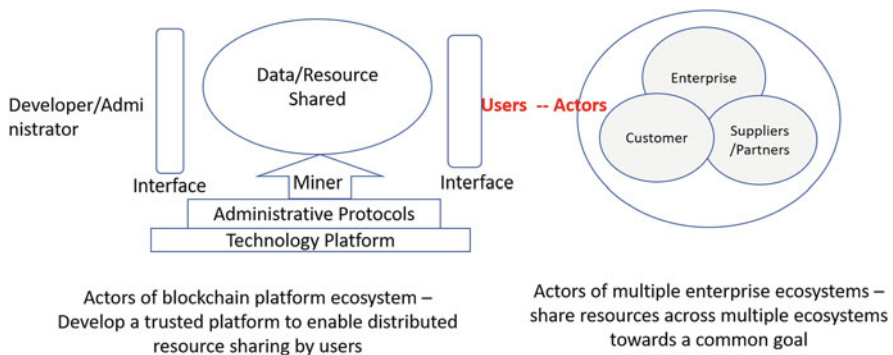 Data/Resource
Shared
Developer/Admi
nistrator
Interface
Miner
Interface
Administrative Protocols
Technology Platform
Users -- Actors
Enterprise
Customer
Suppliers
/Partners
Actors of blockchain platform ecosystem –
Develop a trusted platform to enable distributed
resource sharing by users
Actors of multiple enterprise ecosystems –
share resources across multiple ecosystems
towards a common goal